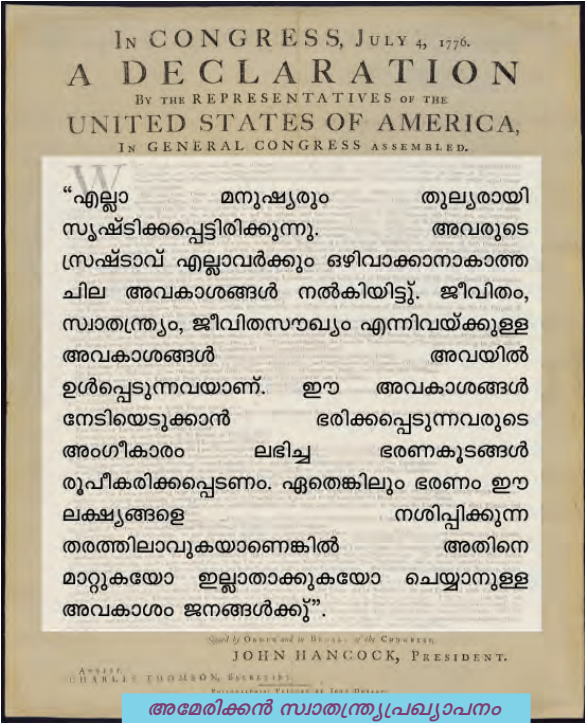 IN CONGRESS, JULY 4, 1776.
A DECLARATION
BY THE REPRESENTATIVES OF THE
UNITED STATES OF AMERICA,
IN GENERAL CONGRESS ASSEMBLED.
W
“എല്ലാ മനുഷ്യരും തുല്യരായി
സൃഷ്ടിക്കപ്പെട്ടിരിക്കുന്നു. അവരുടെ
സ്രഷ്ടാവ് എല്ലാവർക്കും ഒഴിവാക്കാനാകാത്ത
ചില അവകാശങ്ങൾ നൽകിയിട്ടു്. ജീവിതം,
സ്വാതന്ത്ര്യം, ജീവിതസൗഖ്യം എന്നിവയ്ക്കുള്ള
അവകാശങ്ങൾ അവയിൽ
ഉൾപ്പെടുന്നവയാണ്. ഈ അവകാശങ്ങൾ
നേടിയെടുക്കാൻ ഭരിക്കപ്പെടുന്നവരുടെ
അംഗീകാരം ലഭിച്ച ഭരണകൂടങ്ങൾ
രൂപീകരിക്കപ്പെടണം. ഏതെങ്കിലും ഭരണം ഈ
ലക്ഷ്യങ്ങളെ നശിപ്പിക്കുന്ന
തരത്തിലാവുകയാണെങ്കിൽ അതിനെ
മാറ്റുകയോ ഇല്ലാതാക്കുകയോ ചെയ്യാനുള്ള
അവകാശം ജനങ്ങൾക്കു്”.
Signed by ORDER and in BEHALF of the CONGRESS,
JOHN HANCOCK, PRESIDENT.
ATTEST.
CHARLES THOMSON, SECRETARY.
അമേരിക്കൻ സ്വാതന്ത്ര്യപ്രഖ്യാപനം